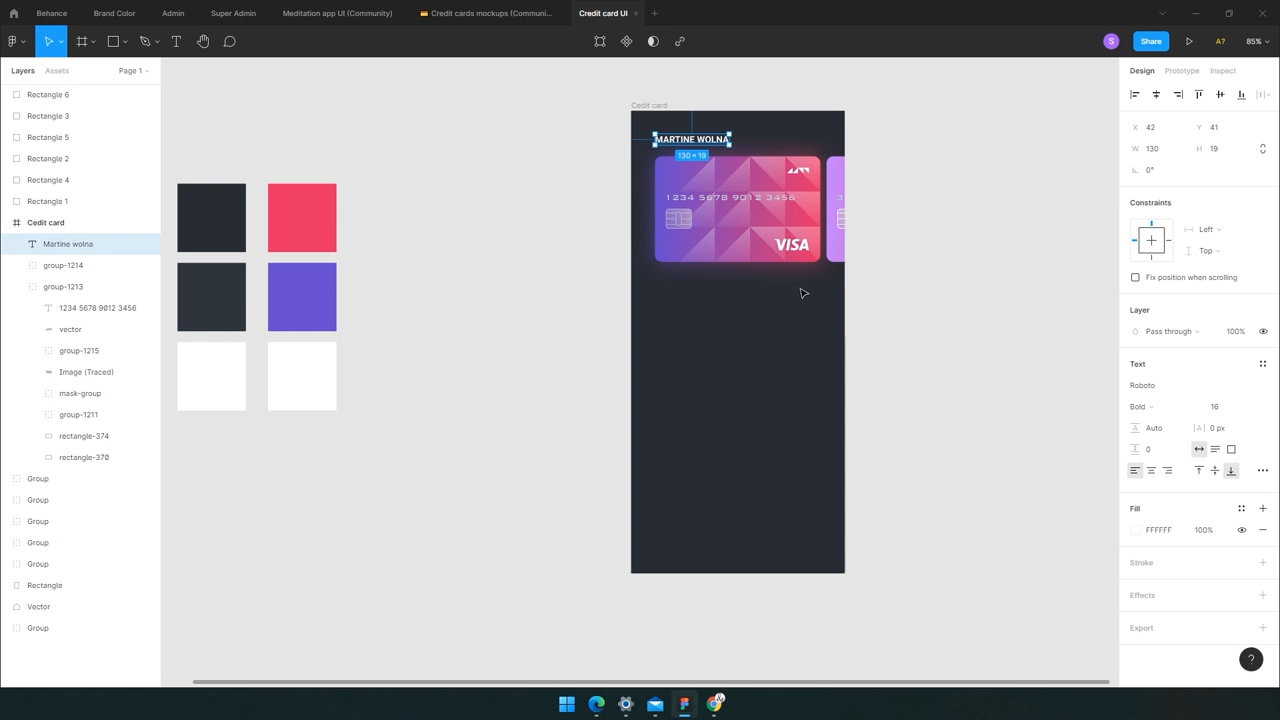 Behance
Brand Color
Admin
Super Admin
Meditation app UI (Community)
Credit cards mockups (Communi...
Credit card UI
S
Share
A?
85%
Layers
Assets
Page 1
Design
Prototype
Inspect
Rectangle 6
Rectangle 3
Rectangle 5
Rectangle 2
Rectangle 4
Rectangle 1
Cedit card
Martine wolna
group-1214
group-1213
1234 5678 9012 3456
vector
group-1215
Image (Traced)
mask-group
group-1211
rectangle-374
rectangle-370
Group
Group
Group
Group
Group
Rectangle
Vector
Group
Cedit card
MARTINE WOLNA
130 × 19
1234 5678 9012 3456
VISA
X 42
Y 41
W 130
H 19
0°
Constraints
Left
Top
Fix position when scrolling
Layer
Pass through
100%
Text
Roboto
Bold
16
Auto
|A| 0 px
0
Fill
FFFFFF
100%
Stroke
Effects
Export
?